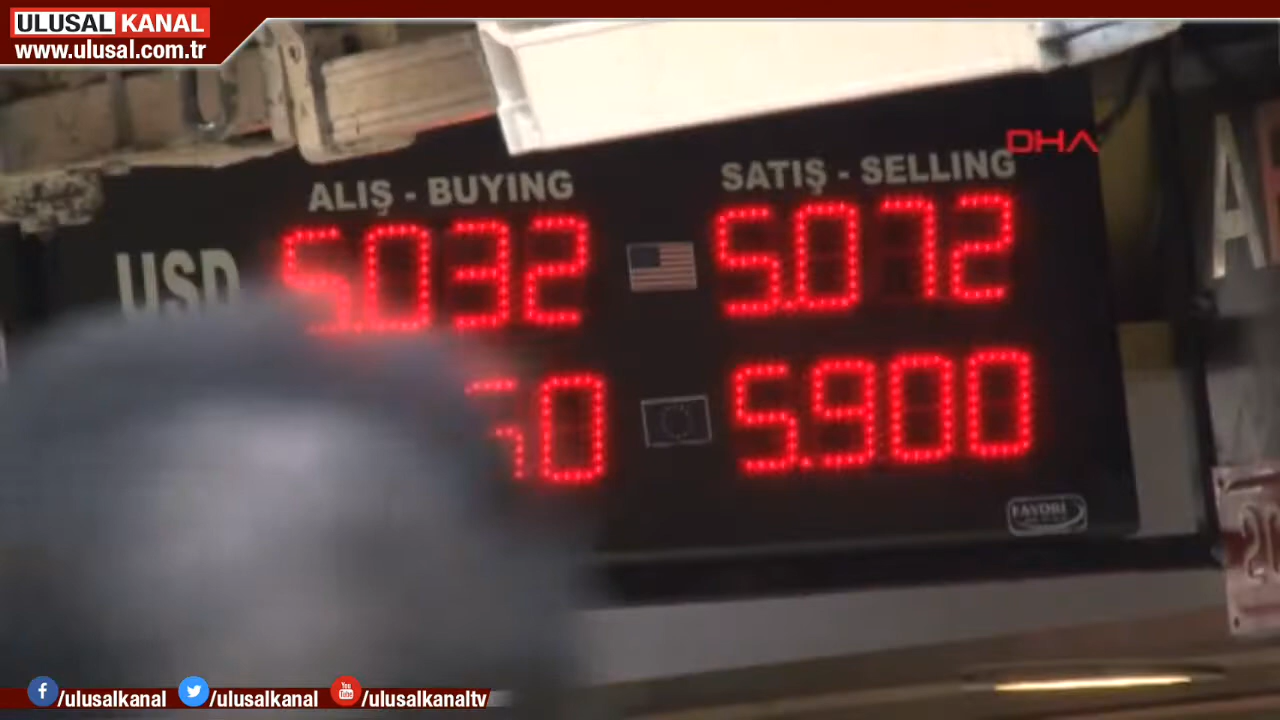 ULUSAL KANAL
www.ulusal.com.tr
DHA
ALIŞ - BUYING SATIŞ - SELLING
USD 5.032 5.072
5.900
FAVORİ
/ulusalkanal /ulusalkanal /ulusalkanaltv